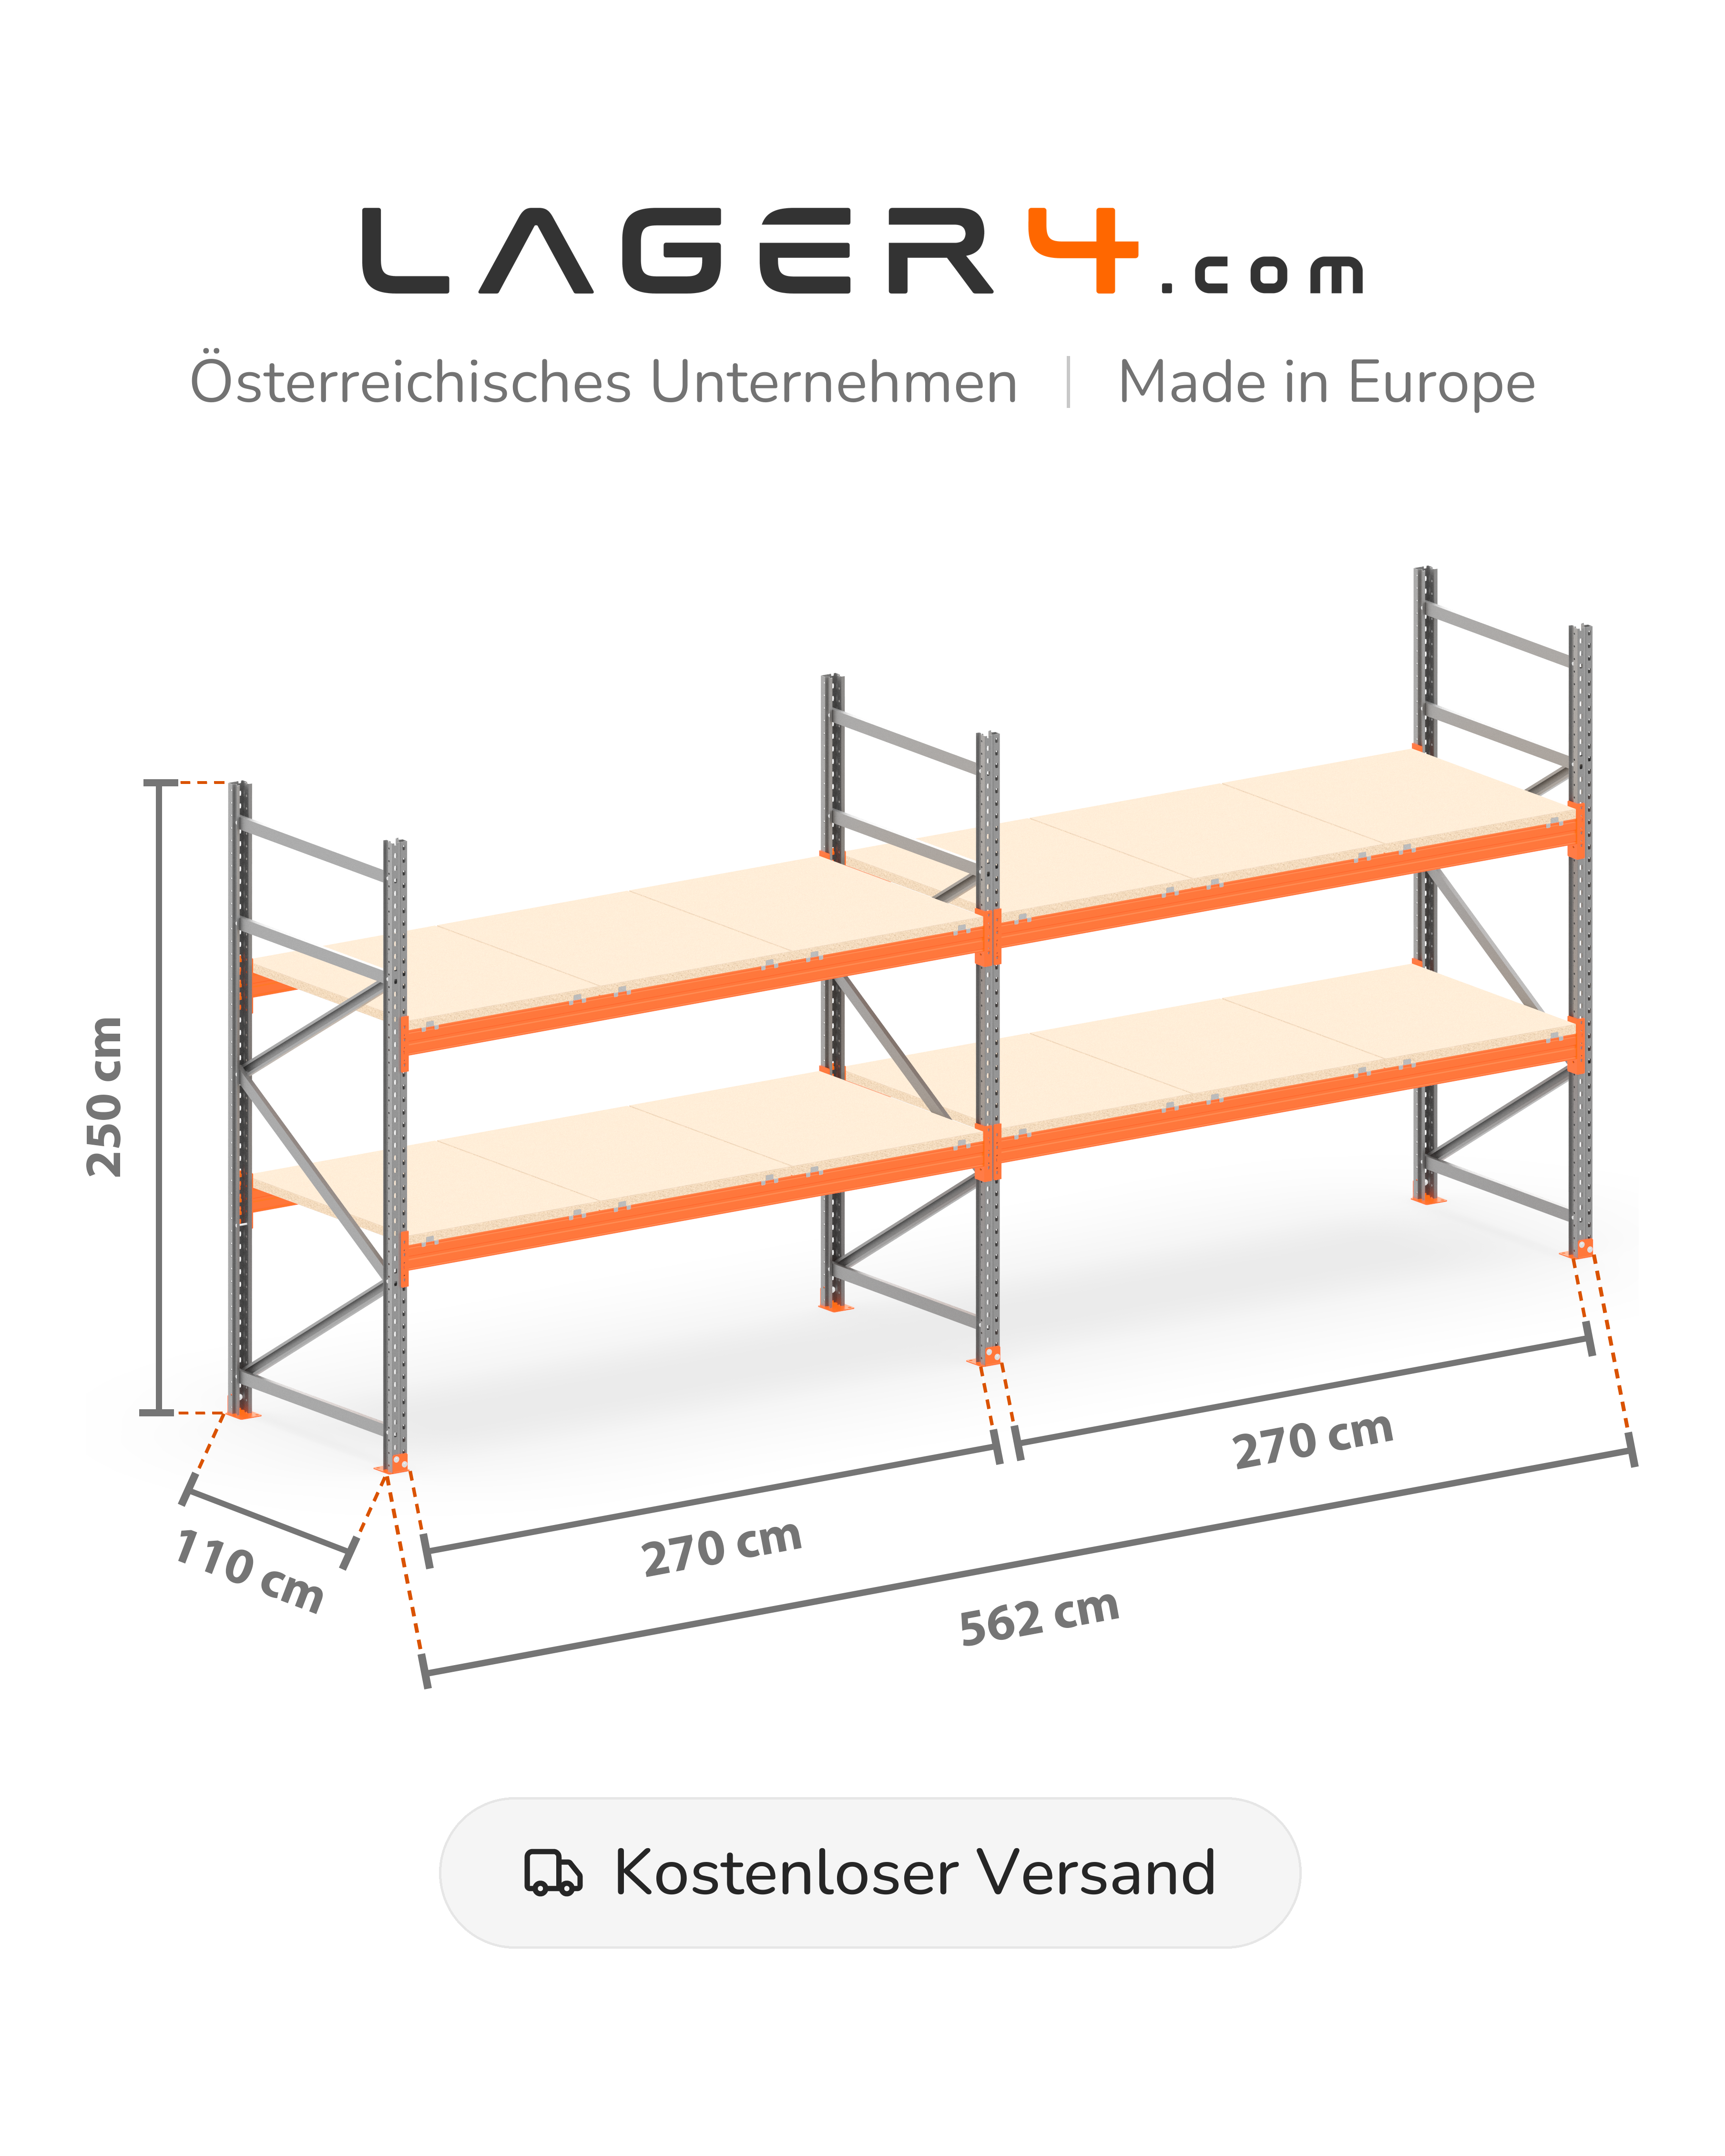 LAGER4.com
Österreichisches Unternehmen | Made in Europe
250 cm
110 cm
270 cm
270 cm
562 cm
Kostenloser Versand